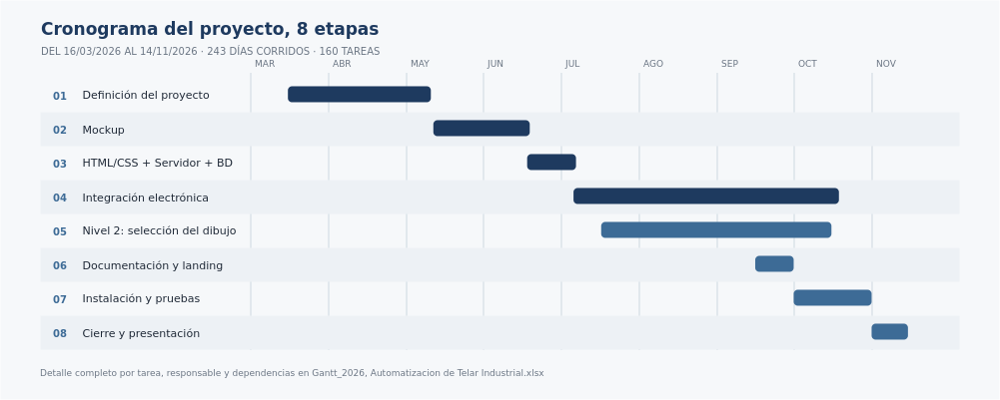 Cronograma del proyecto, 8 etapas
DEL 16/03/2026 AL 14/11/2026 · 243 DÍAS CORRIDOS · 160 TAREAS
MAR ABR MAY JUN JUL AGO SEP OCT NOV
01 Definición del proyecto
02 Mockup
03 HTML/CSS + Servidor + BD
04 Integración electrónica
05 Nivel 2: selección del dibujo
06 Documentación y landing
07 Instalación y pruebas
08 Cierre y presentación
Detalle completo por tarea, responsable y dependencias en Gantt_2026, Automatizacion de Telar Industrial.xlsx